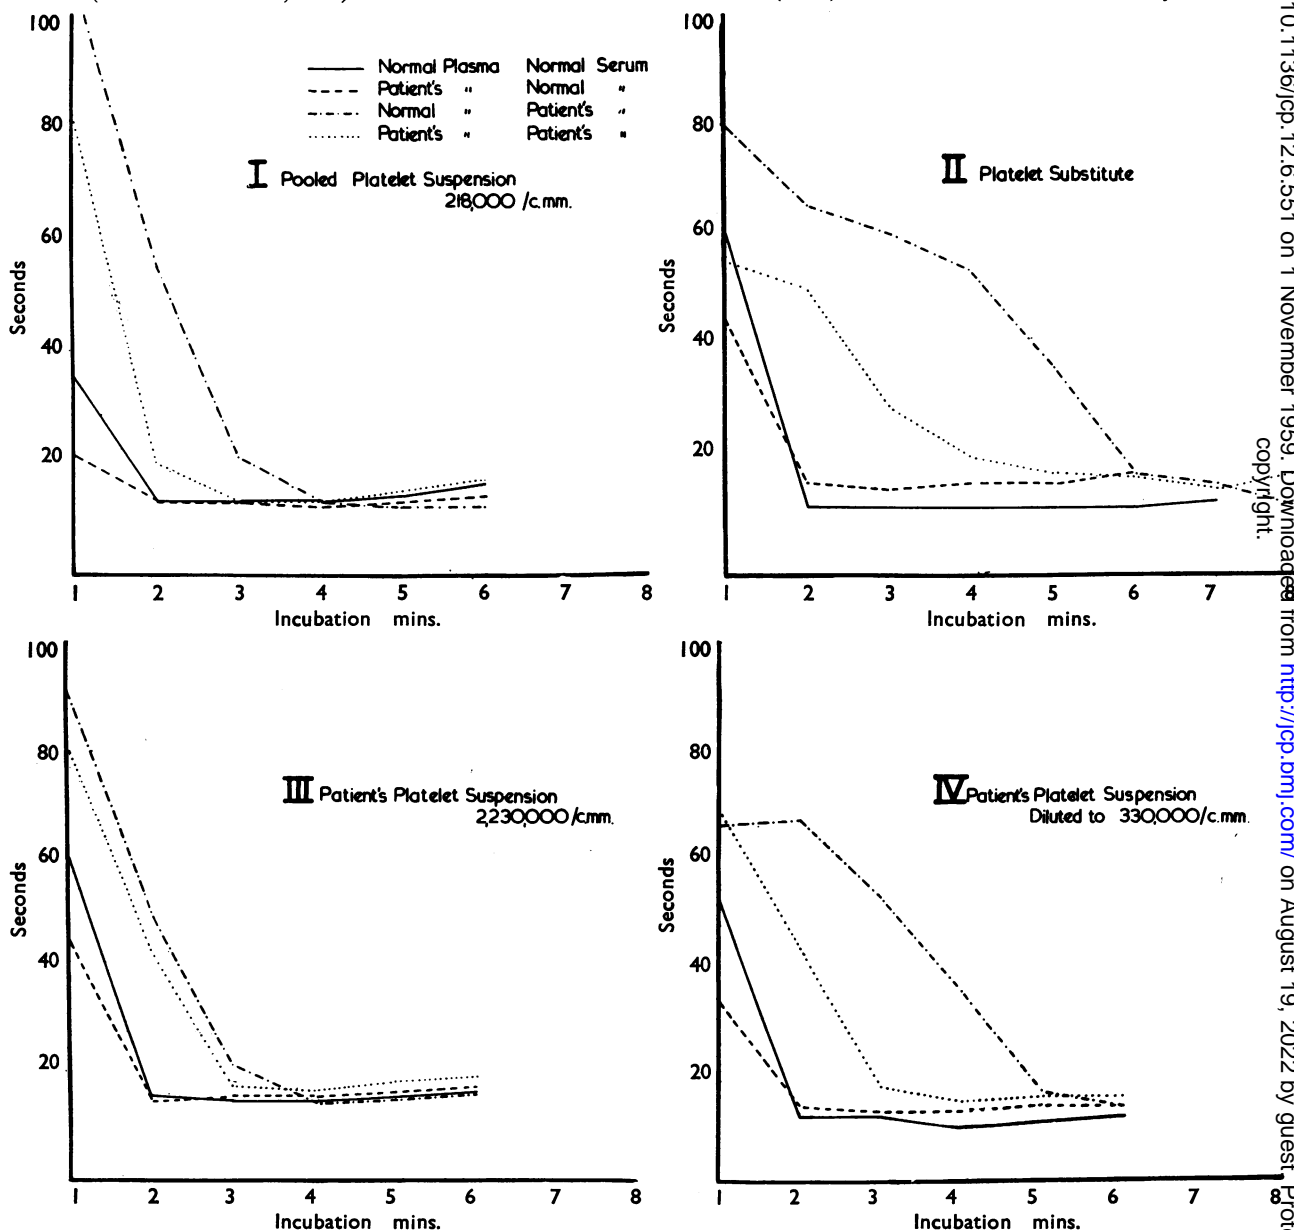 100
80
60
40
20
Seconds
Normal Plasma Normal Serum
Patient's " Normal "
Normal " Patient's "
Patient's " Patient's "
I Pooled Platelet Suspension
218,000 /c.mm.
1 2 3 4 5 6 7 8
Incubation mins.
100
80
60
40
20
Seconds
II Platelet Substitute
1 2 3 4 5 6 7
Incubation mins.
100
80
60
40
20
Seconds
III Patient's Platelet Suspension
2,230,000/c.mm.
1 2 3 4 5 6 7 8
Incubation mins.
100
80
60
40
20
Seconds
IV Patient's Platelet Suspension
Diluted to 330,000/c.mm.
1 2 3 4 5 6 7 8
Incubation mins.
10.1136/jcp.12.6.551 on 1 November 1959. Downloaded from http://jcp.bmj.com/ on August 19, 2022 by guest.
copyright.